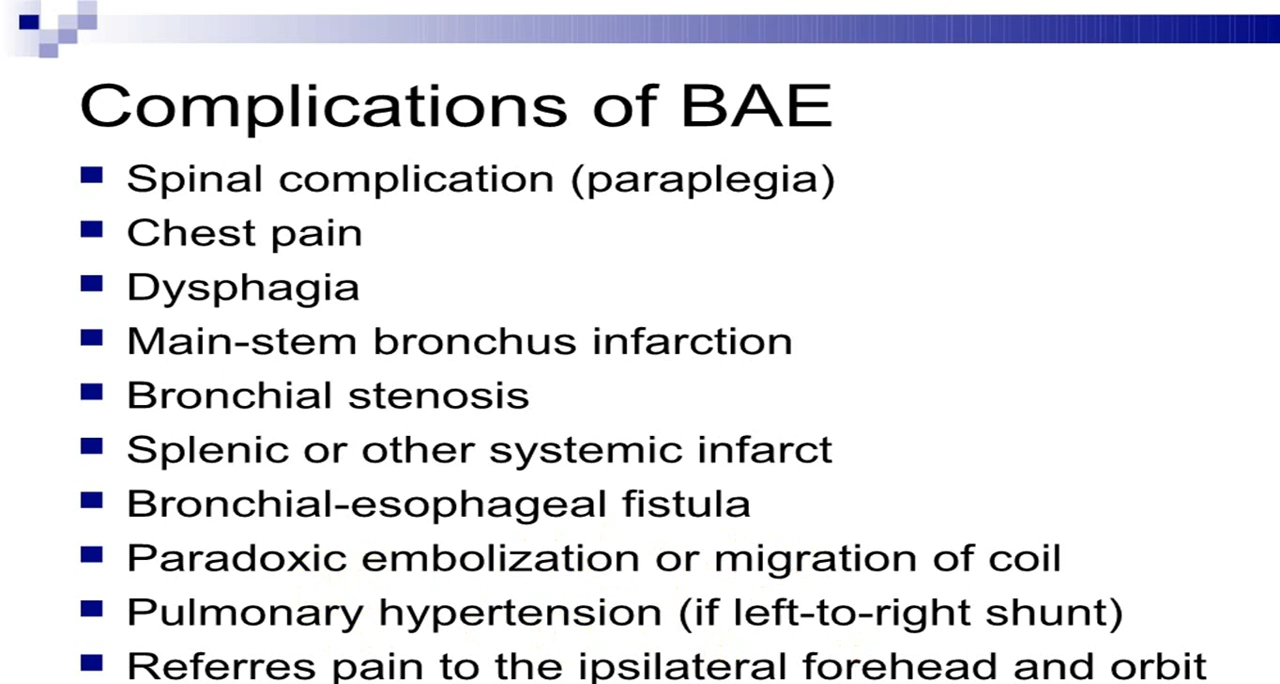 Complications of BAE
Spinal complication (paraplegia)
Chest pain
Dysphagia
Main-stem bronchus infarction
Bronchial stenosis
Splenic or other systemic infarct
Bronchial-esophageal fistula
Paradoxic embolization or migration of coil
Pulmonary hypertension (if left-to-right shunt)
Referres pain to the ipsilateral forehead and orbit